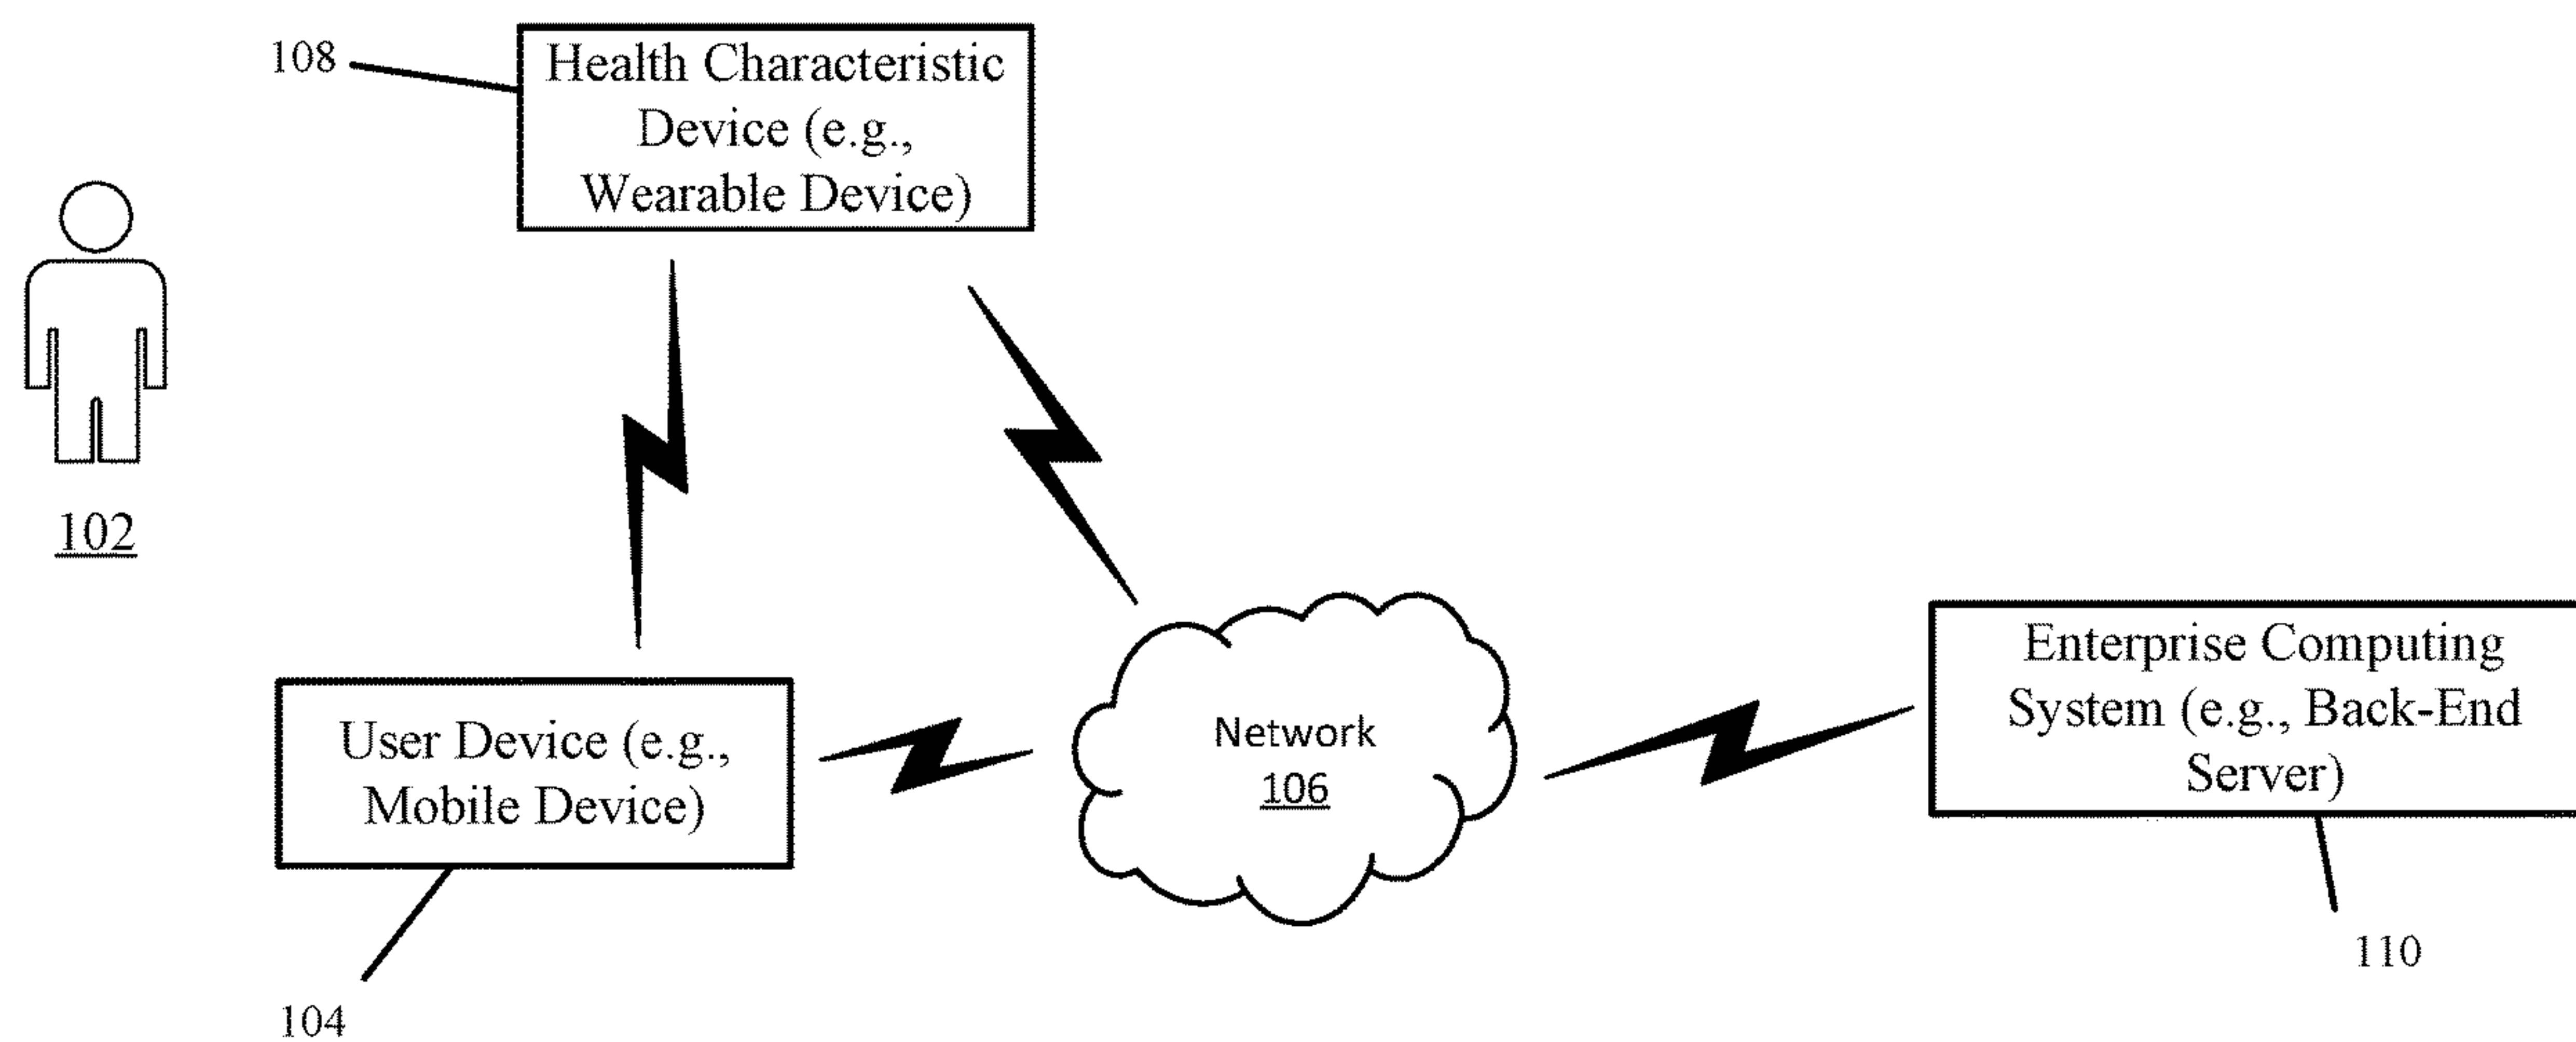 108
Health Characteristic
Device (e.g.,
Wearable Device)
102
User Device (e.g.,
Mobile Device)
104
Network
106
Enterprise Computing
System (e.g., Back-End
Server)
110